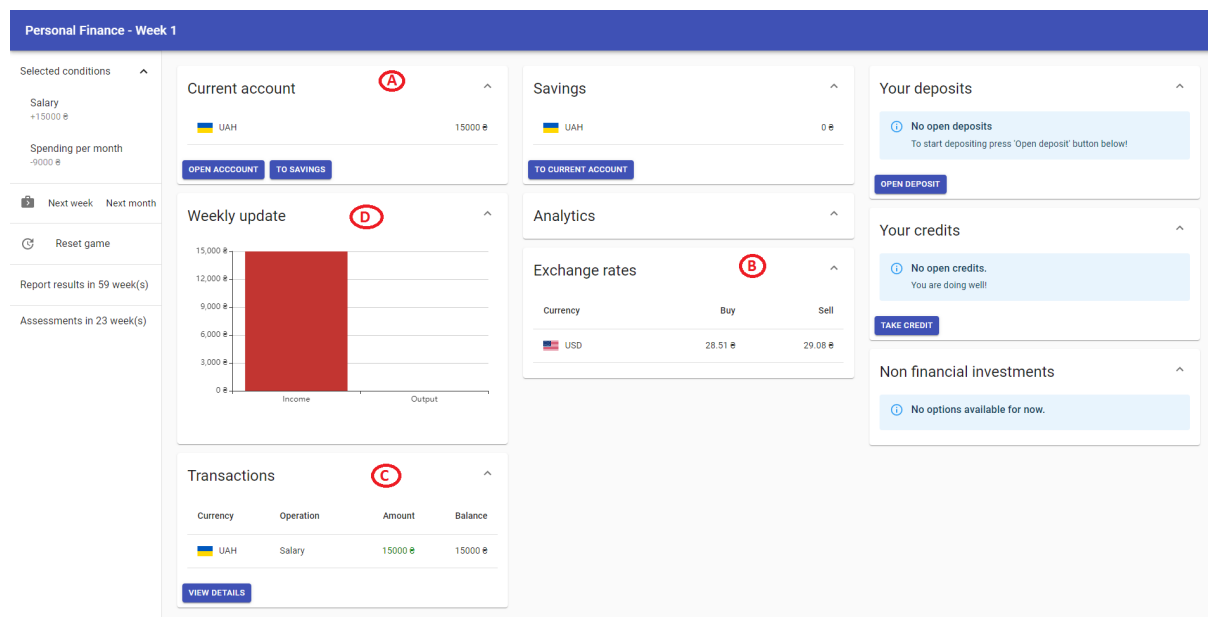 Personal Finance - Week 1
Selected conditions
Salary
+15000 ₴
Spending per month
-9000 ₴
Next week Next month
Reset game
Report results in 59 week(s)
Assessments in 23 week(s)
Current account A
UAH 15000 ₴
OPEN ACCCOUNT TO SAVINGS
Weekly update D
15,000 ₴
12,000 ₴
9,000 ₴
6,000 ₴
3,000 ₴
0 ₴
Income Output
Transactions C
Currency Operation Amount Balance
UAH Salary 15000 ₴ 15000 ₴
VIEW DETAILS
Savings
UAH 0 ₴
TO CURRENT ACCOUNT
Analytics
Exchange rates B
Currency Buy Sell
USD 28.51 ₴ 29.08 ₴
Your deposits
No open deposits
To start depositing press 'Open deposit' button below!
OPEN DEPOSIT
Your credits
No open credits.
You are doing well!
TAKE CREDIT
Non financial investments
No options available for now.